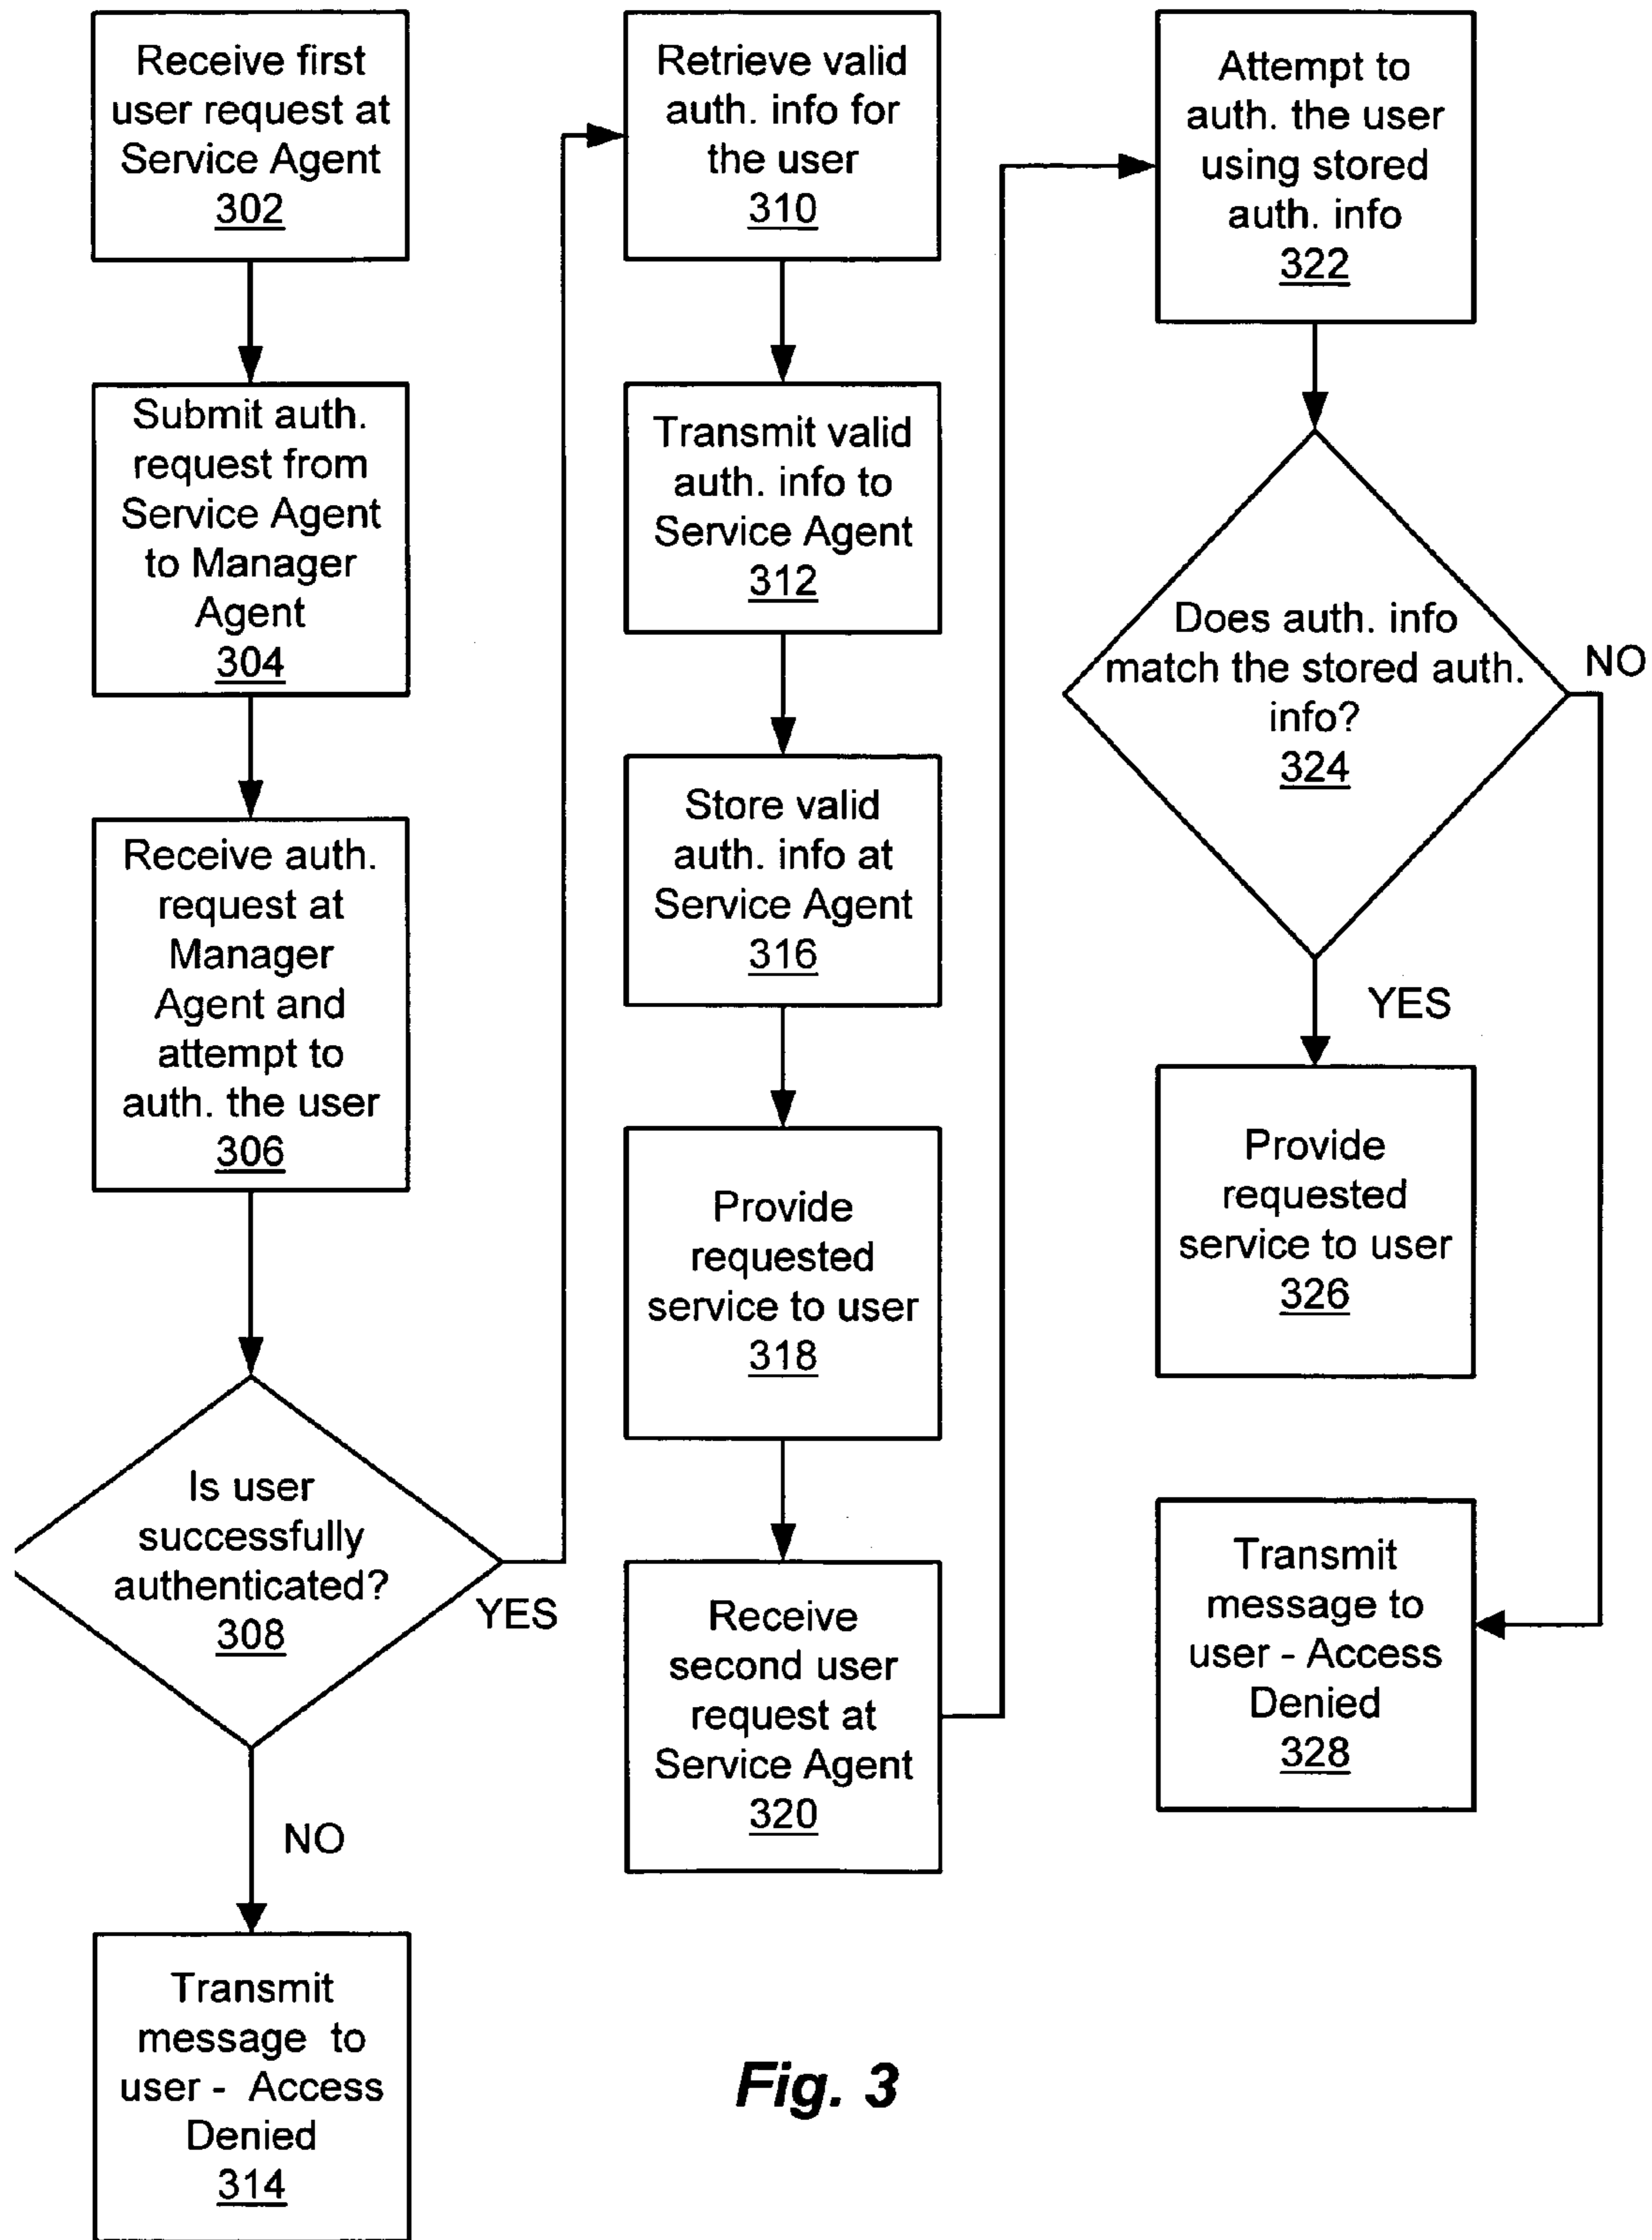 Receive first
user request at
Service Agent
302
Submit auth.
request from
Service Agent
to Manager
Agent
304
Receive auth.
request at
Manager
Agent and
attempt to
auth. the user
306
Is user
successfully
authenticated?
308
YES
NO
Transmit
message to
user - Access
Denied
314
Retrieve valid
auth. info for
the user
310
Transmit valid
auth. info to
Service Agent
312
Store valid
auth. info at
Service Agent
316
Provide
requested
service to user
318
Receive
second user
request at
Service Agent
320
Attempt to
auth. the user
using stored
auth. info
322
Does auth. info
match the stored auth.
info?
324
NO
YES
Provide
requested
service to user
326
Transmit
message to
user - Access
Denied
328
Fig. 3